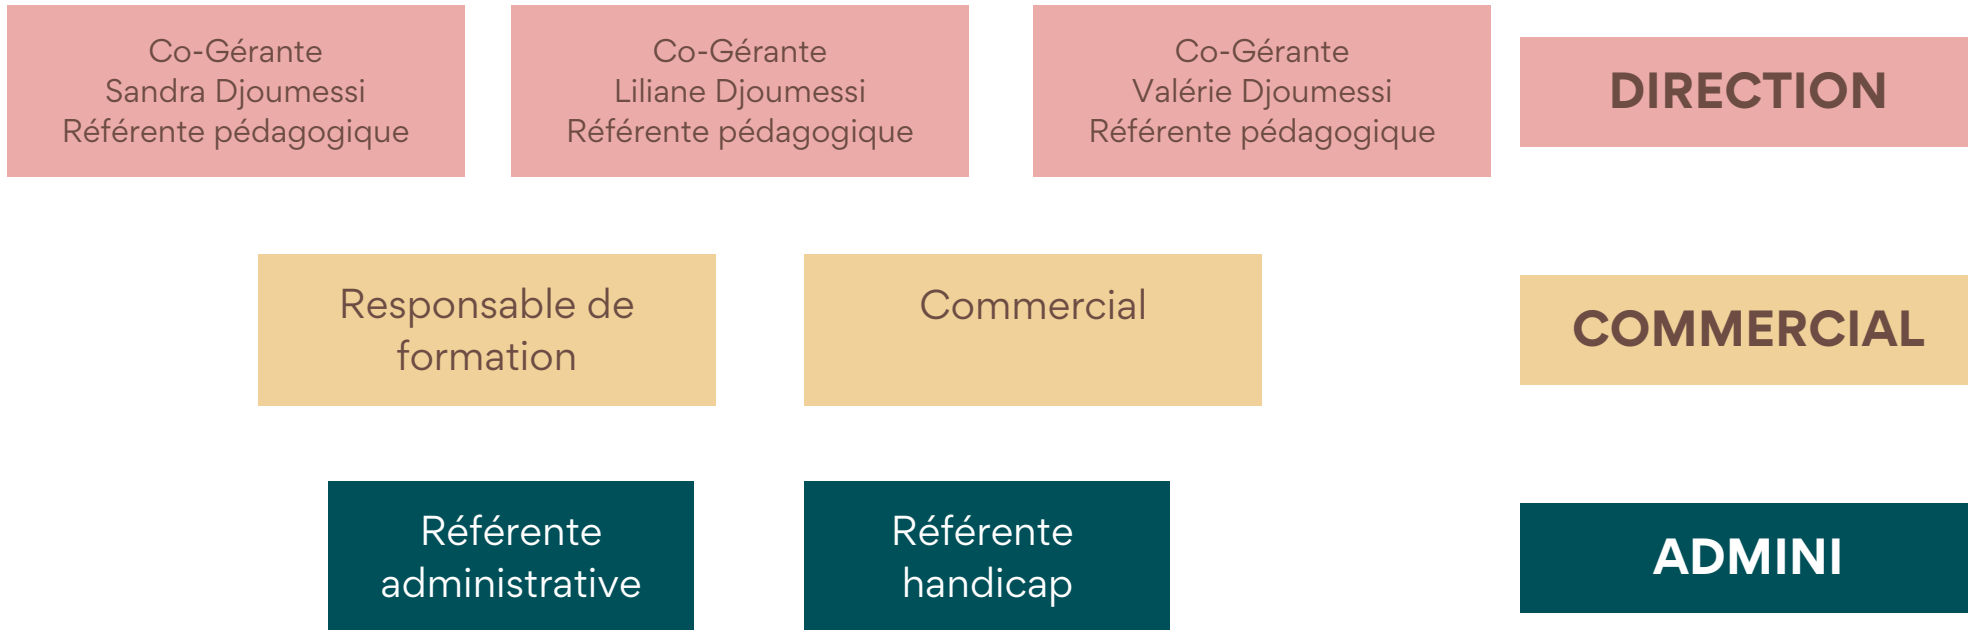 Co-Gérante
Sandra Djoumessi
Référente pédagogique
Co-Gérante
Liliane Djoumessi
Référente pédagogique
Co-Gérante
Valérie Djoumessi
Référente pédagogique
DIRECTION
Responsable de
formation
Commercial
COMMERCIAL
Référente
administrative
Référente
handicap
ADMINI